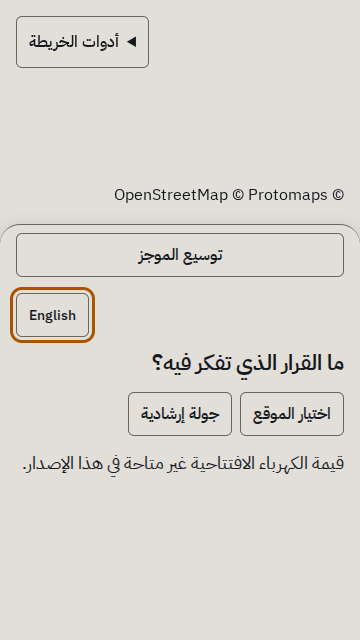 ◀ أدوات الخريطة
© OpenStreetMap © Protomaps
توسيع الموجز
English
ما القرار الذي تفكر فيه؟
اختيار الموقع
جولة إرشادية
قيمة الكهرباء الافتتاحية غير متاحة في هذا الإصدار.